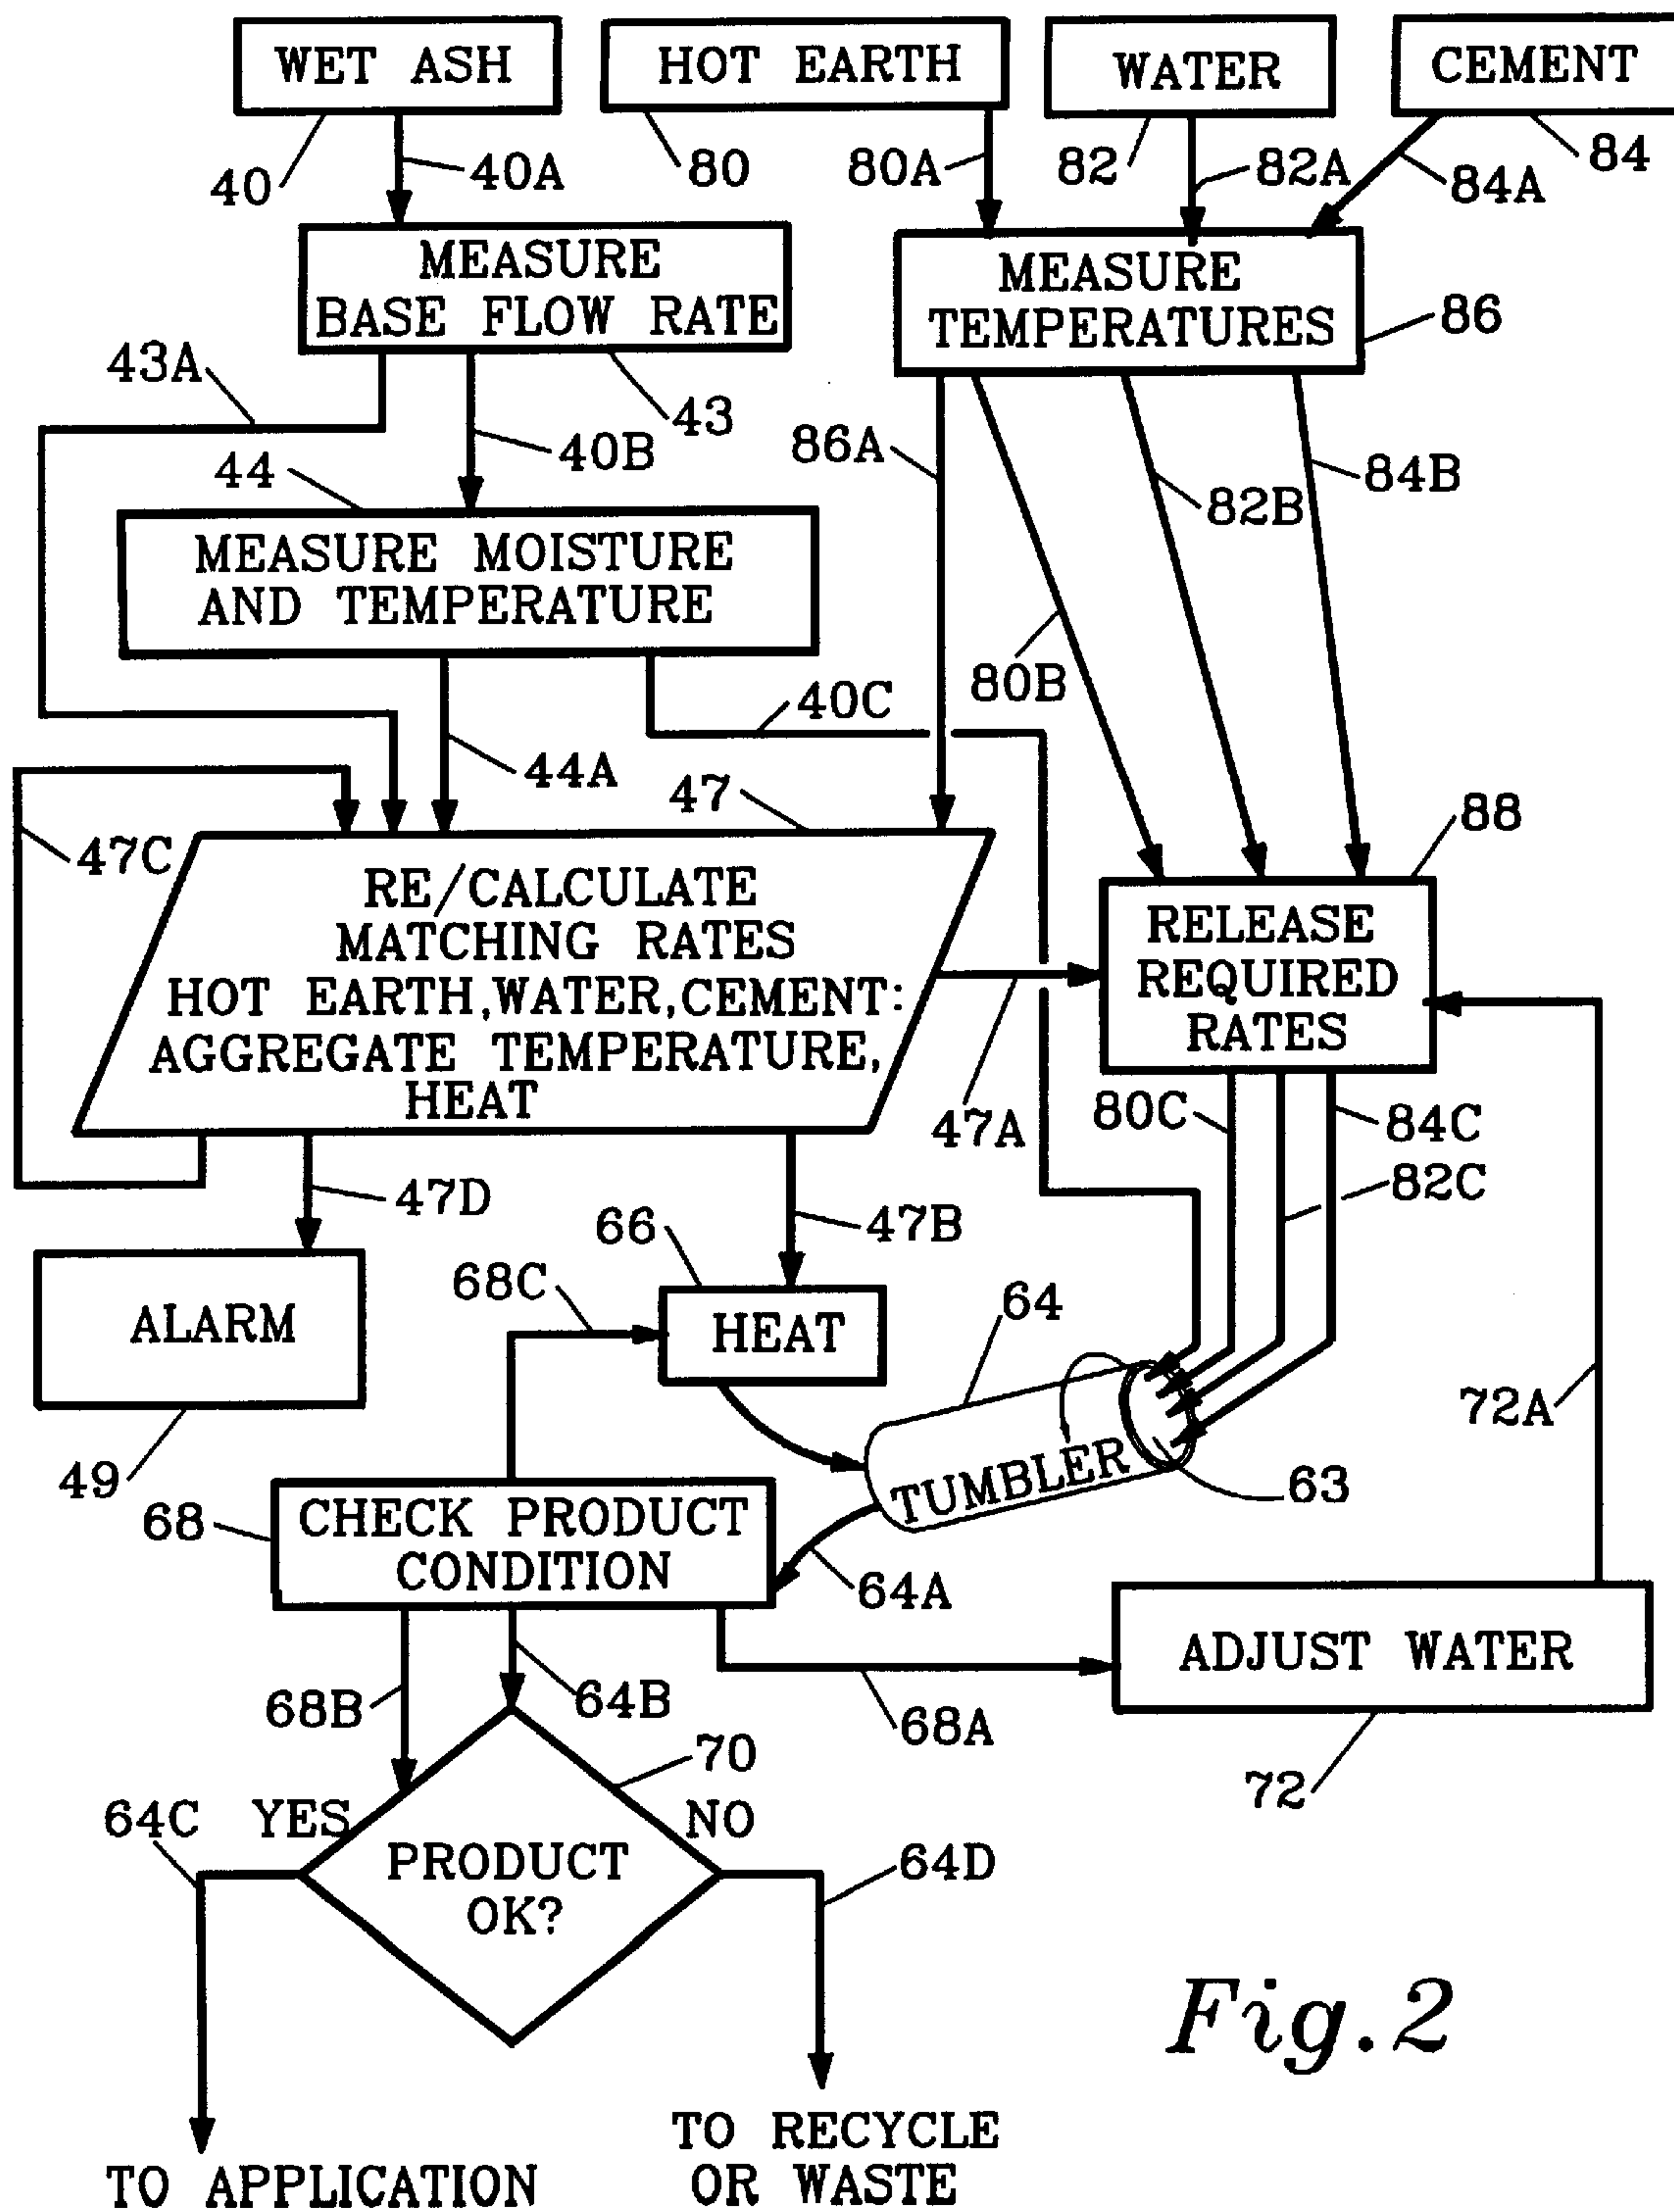 WET ASH
HOT EARTH
WATER
CEMENT
40
40A
80
80A
82
82A
84A
84
MEASURE
BASE FLOW RATE
MEASURE
TEMPERATURES
86
43A
43
40B
86A
44
82B
84B
MEASURE MOISTURE
AND TEMPERATURE
80B
40C
44A
47
88
47C
RE/CALCULATE
MATCHING RATES
HOT EARTH, WATER, CEMENT:
AGGREGATE TEMPERATURE,
HEAT
RELEASE
REQUIRED
RATES
47A
80C
84C
82C
47D
66
47B
68C
64
ALARM
HEAT
72A
49
TUMBLER
63
68
CHECK PRODUCT
CONDITION
64A
ADJUST WATER
68B
64B
68A
70
72
64C
YES
NO
PRODUCT
OK?
64D
Fig.2
TO APPLICATION
TO RECYCLE
OR WASTE